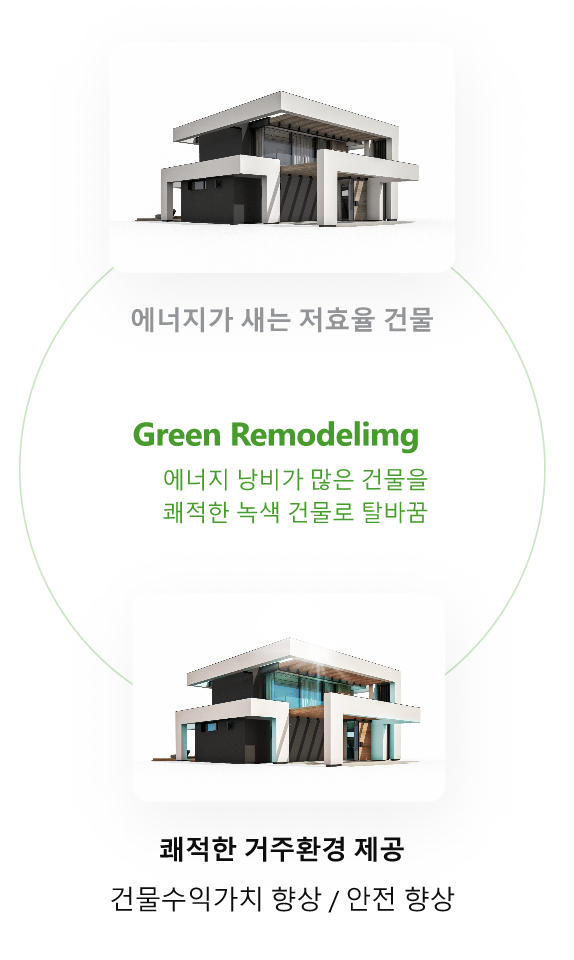 에너지가 새는 저효율 건물
Green Remodelimg
에너지 낭비가 많은 건물을
쾌적한 녹색 건물로 탈바꿈
쾌적한 거주환경 제공
건물수익가치 향상 / 안전 향상